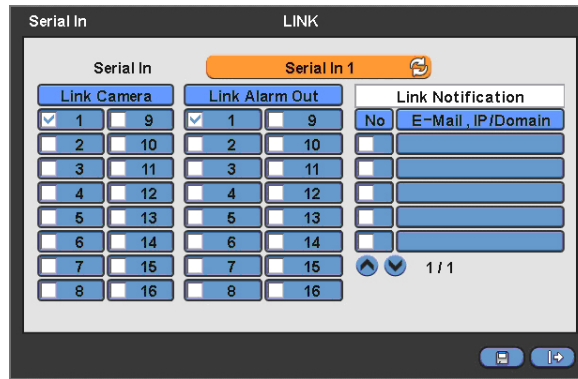 Serial In LINK
Serial In Serial In 1
Link Camera Link Alarm Out Link Notification
1 9 1 9 No E-Mail , IP/Domain
2 10 2 10
3 11 3 11
4 12 4 12
5 13 5 13
6 14 6 14
7 15 7 15 1 / 1
8 16 8 16